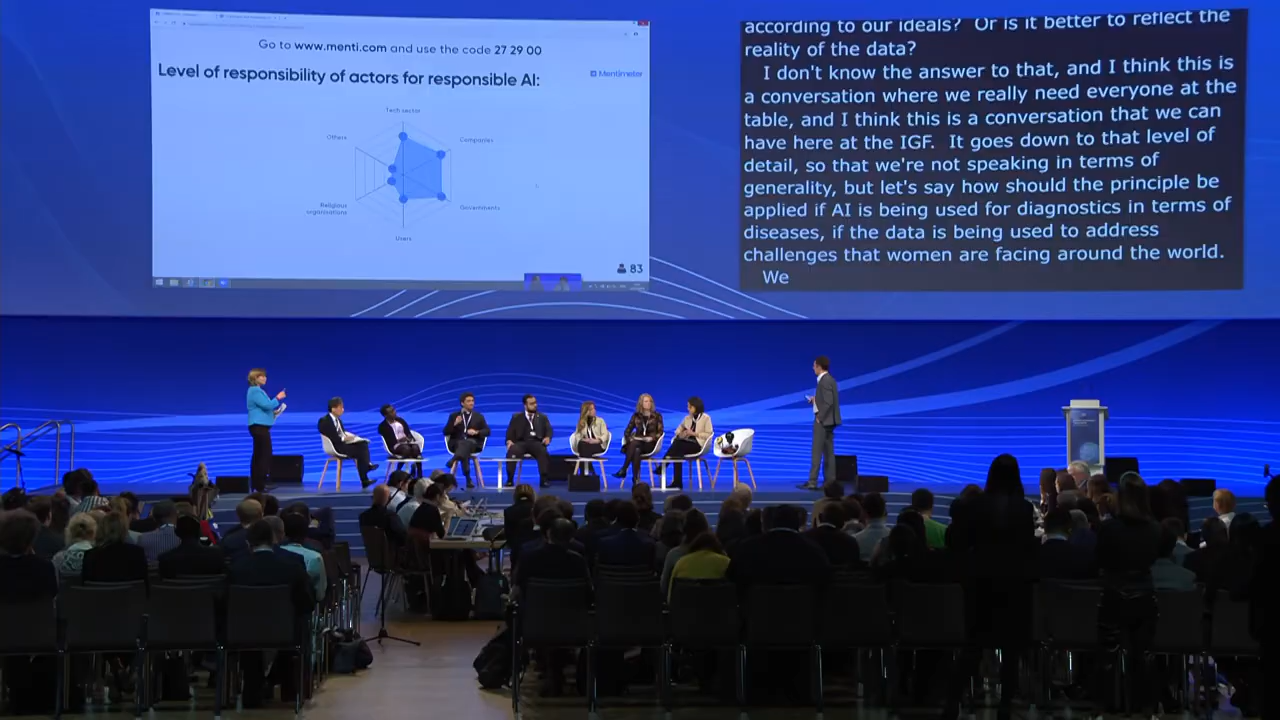 Go to www.menti.com and use the code 27 29 00
Level of responsibility of actors for responsible AI:
Mentimeter
Tech sector
Others
Companies
Religious
organisations
Governments
Users
83
according to our ideals? Or is it better to reflect the
reality of the data?
I don't know the answer to that, and I think this is
a conversation where we really need everyone at the
table, and I think this is a conversation that we can
have here at the IGF. It goes down to that level of
detail, so that we're not speaking in terms of
generality, but let's say how should the principle be
applied if AI is being used for diagnostics in terms of
diseases, if the data is being used to address
challenges that women are facing around the world.
We